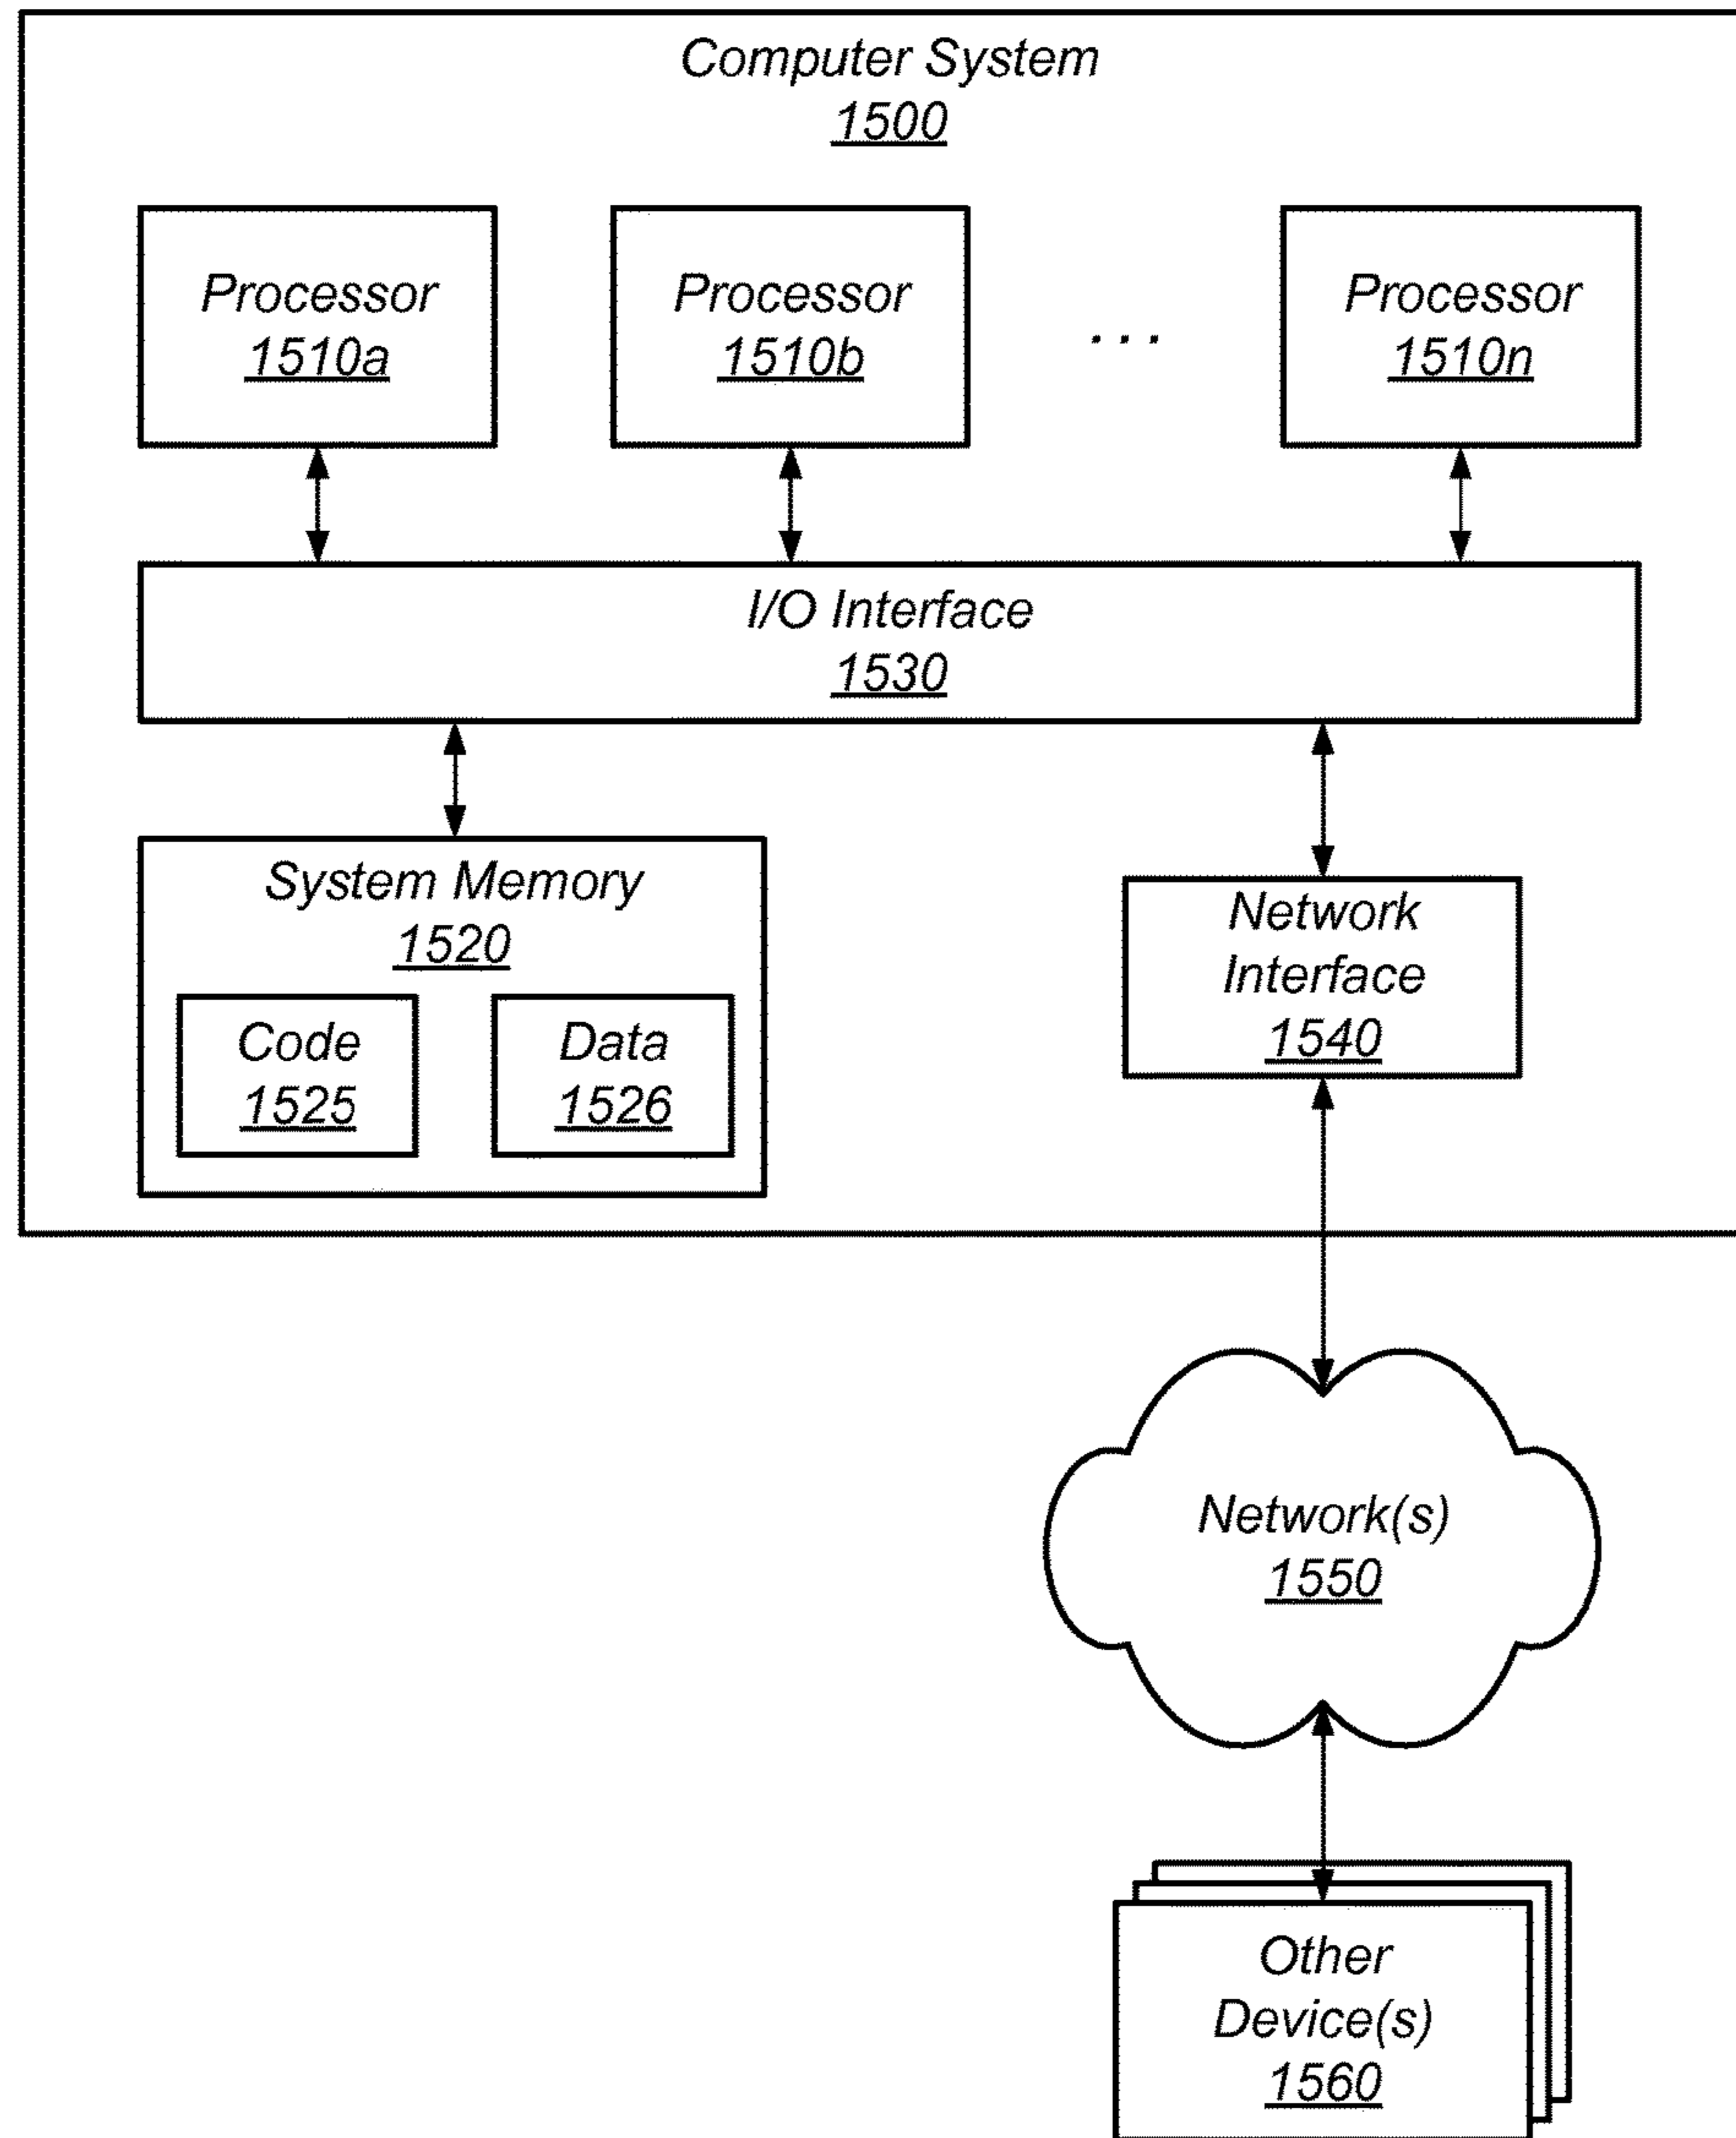 Computer System
1500
Processor
1510a
Processor
1510b
. . .
Processor
1510n
I/O Interface
1530
System Memory
1520
Code
1525
Data
1526
Network
Interface
1540
Network(s)
1550
Other
Device(s)
1560